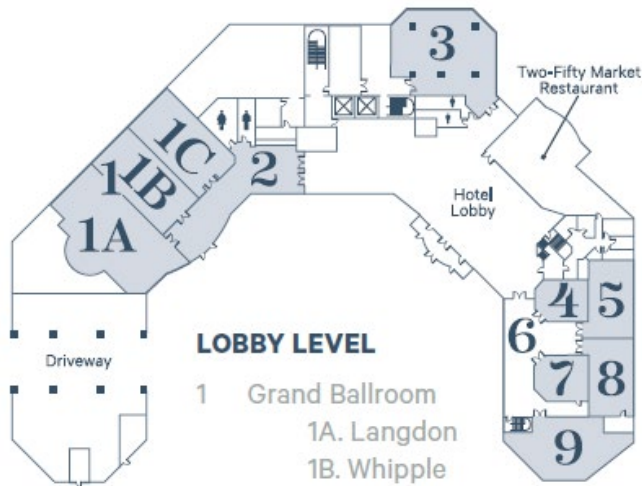 3
Two-Fifty Market
Restaurant
1C
1
1B
2
1A
Hotel
Lobby
4
5
6
7
8
9
Driveway
LOBBY LEVEL
1 Grand Ballroom
1A. Langdon
1B. Whipple